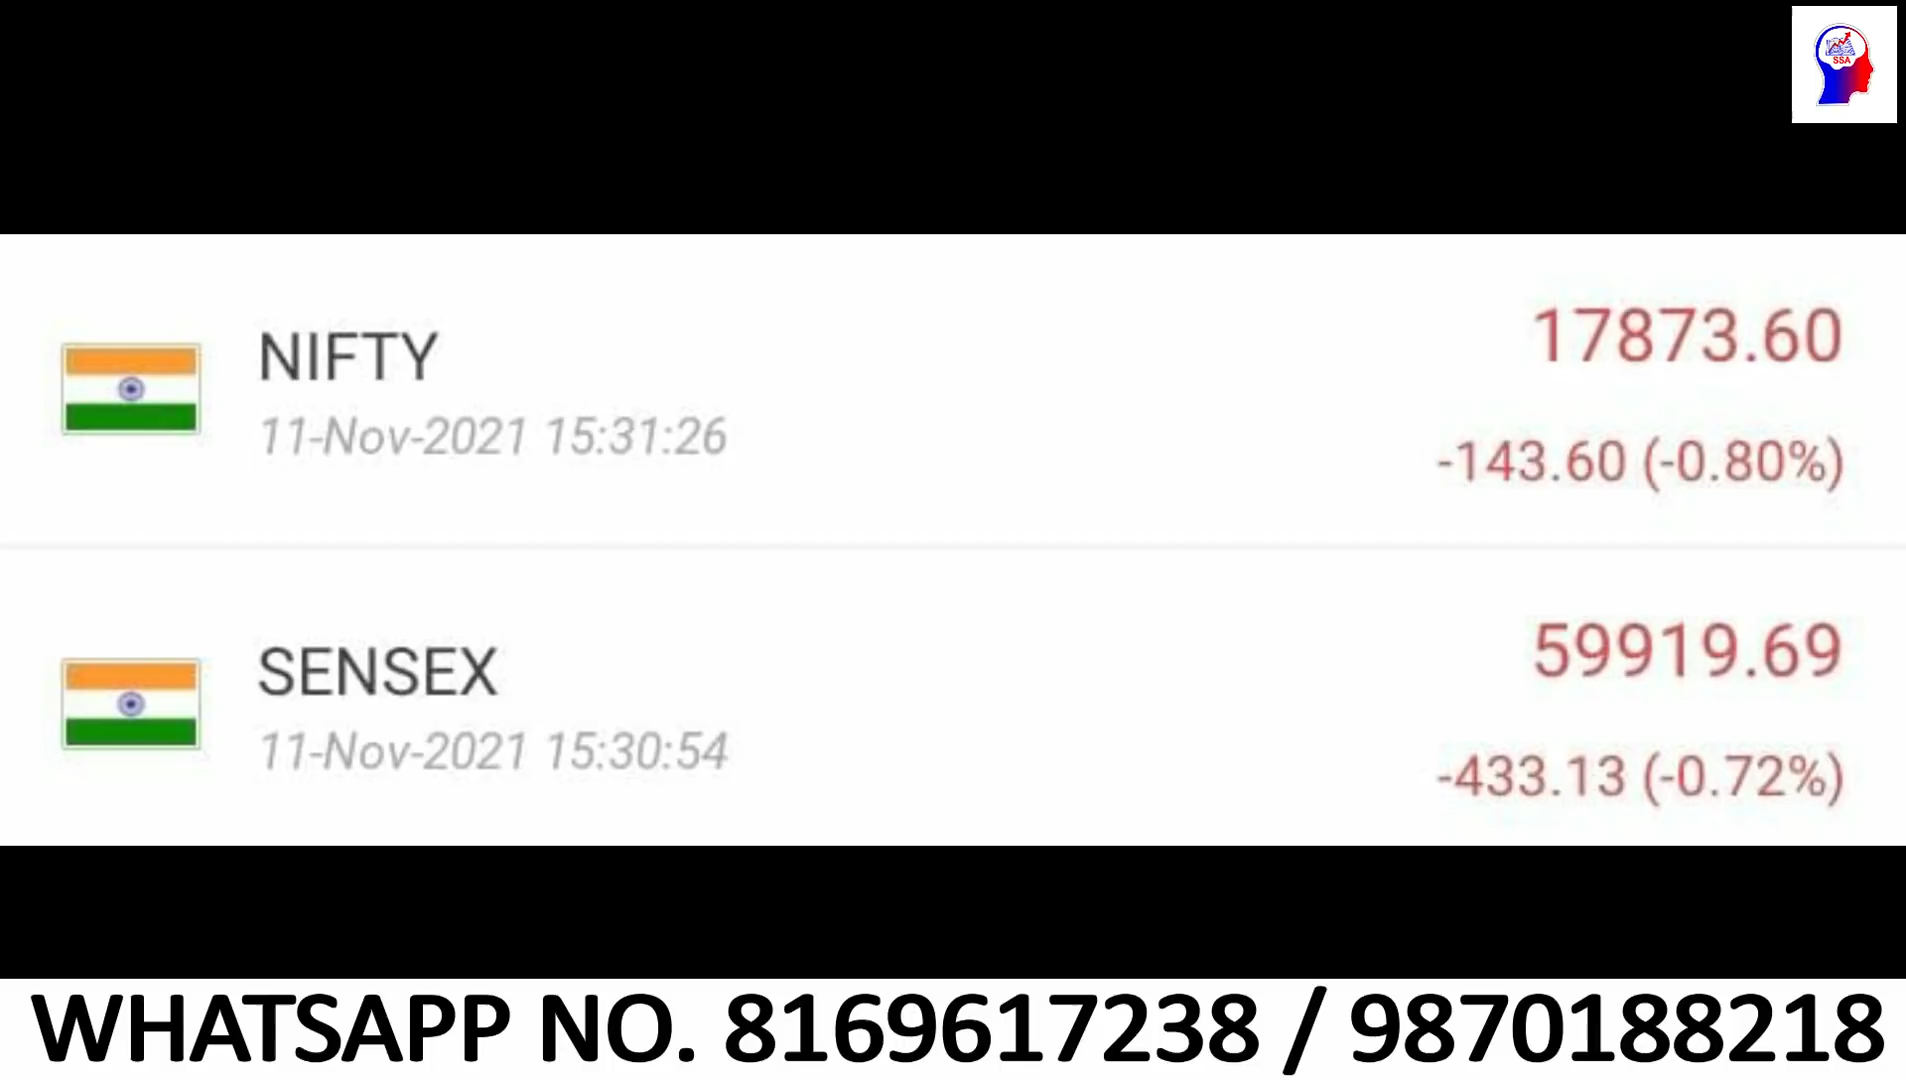 SSA
NIFTY
17873.60
11-Nov-2021 15:31:26
-143.60 (-0.80%)
SENSEX
59919.69
11-Nov-2021 15:30:54
-433.13 (-0.72%)
WHATSAPP NO. 8169617238 / 9870188218